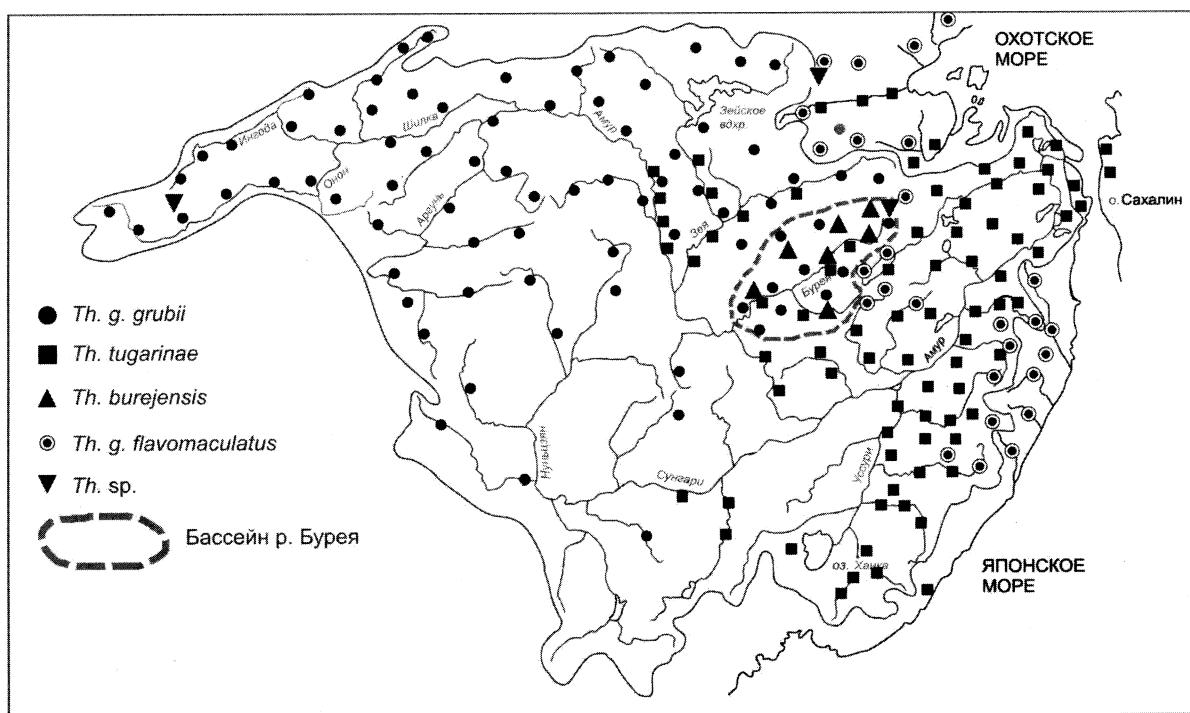 ОХОТСКОЕ
МОРЕ
Зейское
вдхр.
Ингода
Шилка
Амур
Онон
Аргунь
Зея
о. Сахалин
Бурея
Амур
Th. g. grubii
Th. tugarinae
Th. burejensis
Th. g. flavomaculatus
Th. sp.
Бассейн р. Бурея
Сунгари
Уссури
оз. Ханка
ЯПОНСКОЕ
МОРЕ